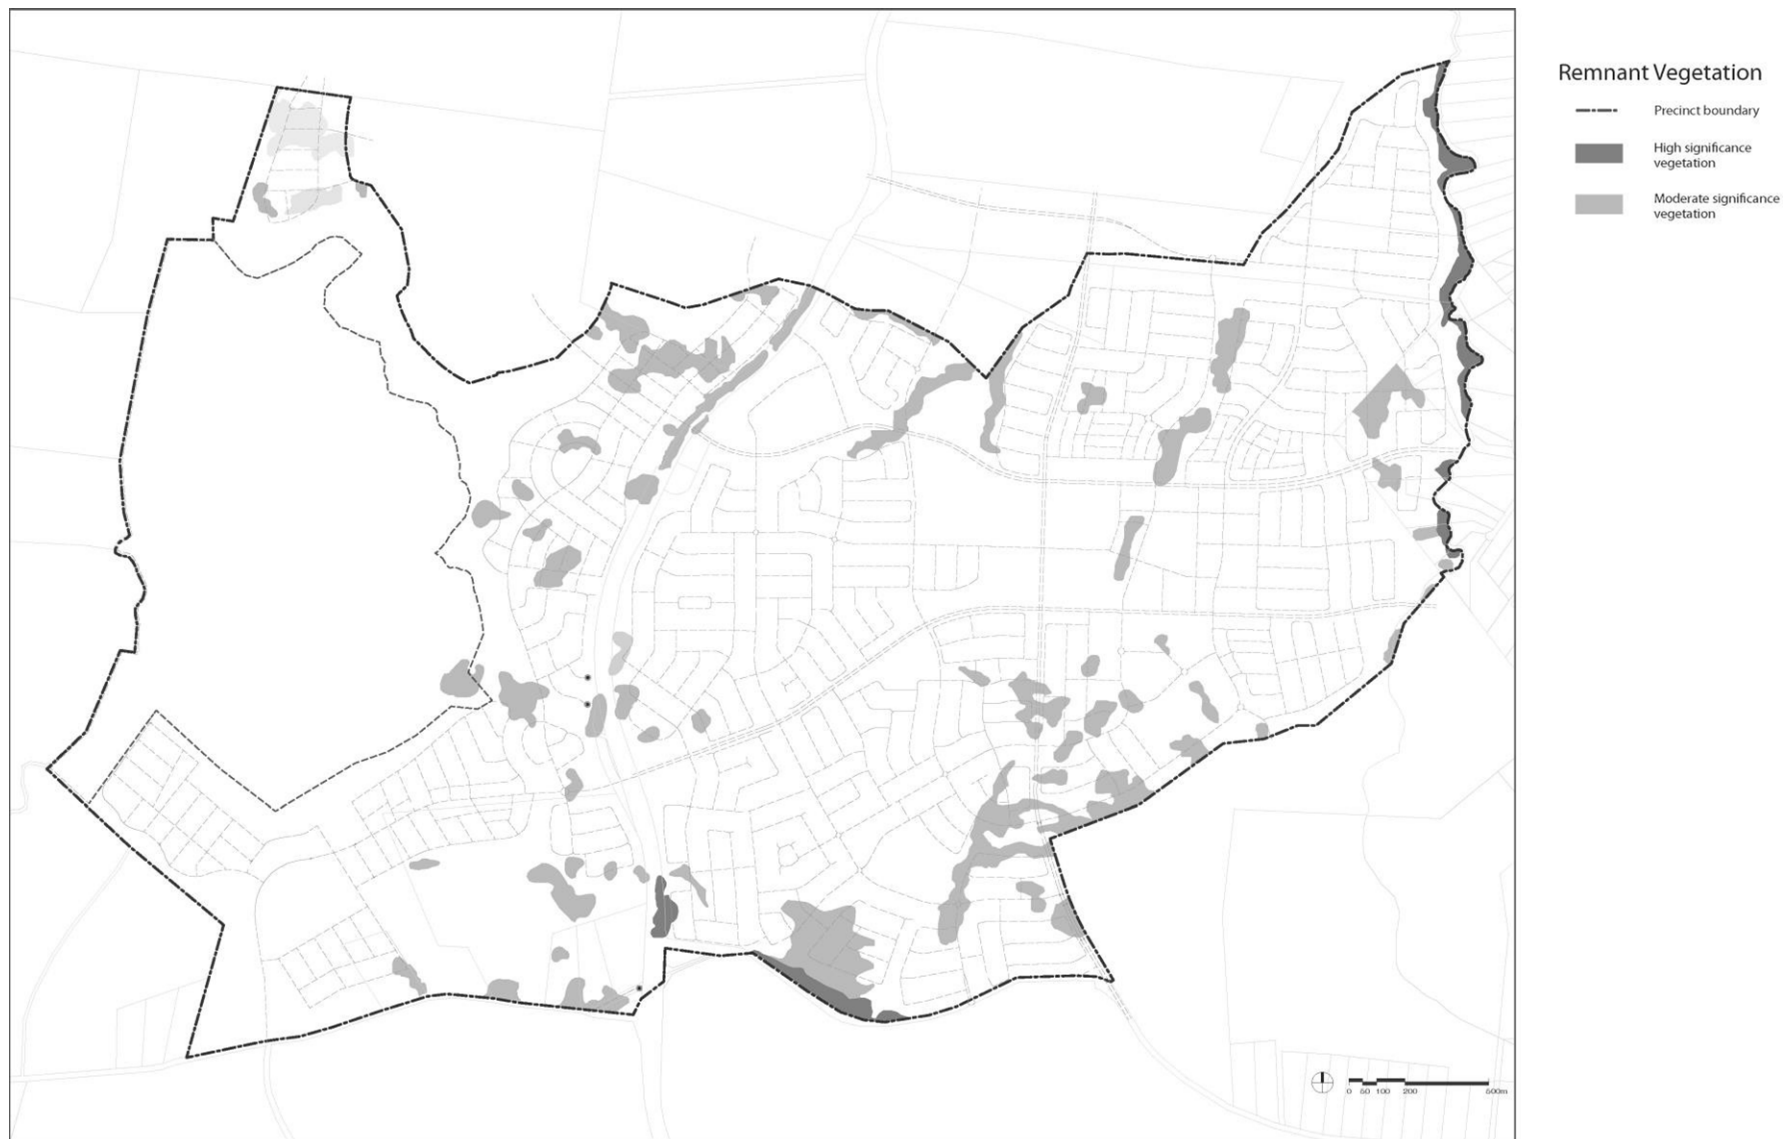 Remnant Vegetation
Precinct boundary
High significance
vegetation
Moderate significance
vegetation
0 50 100 200 500m